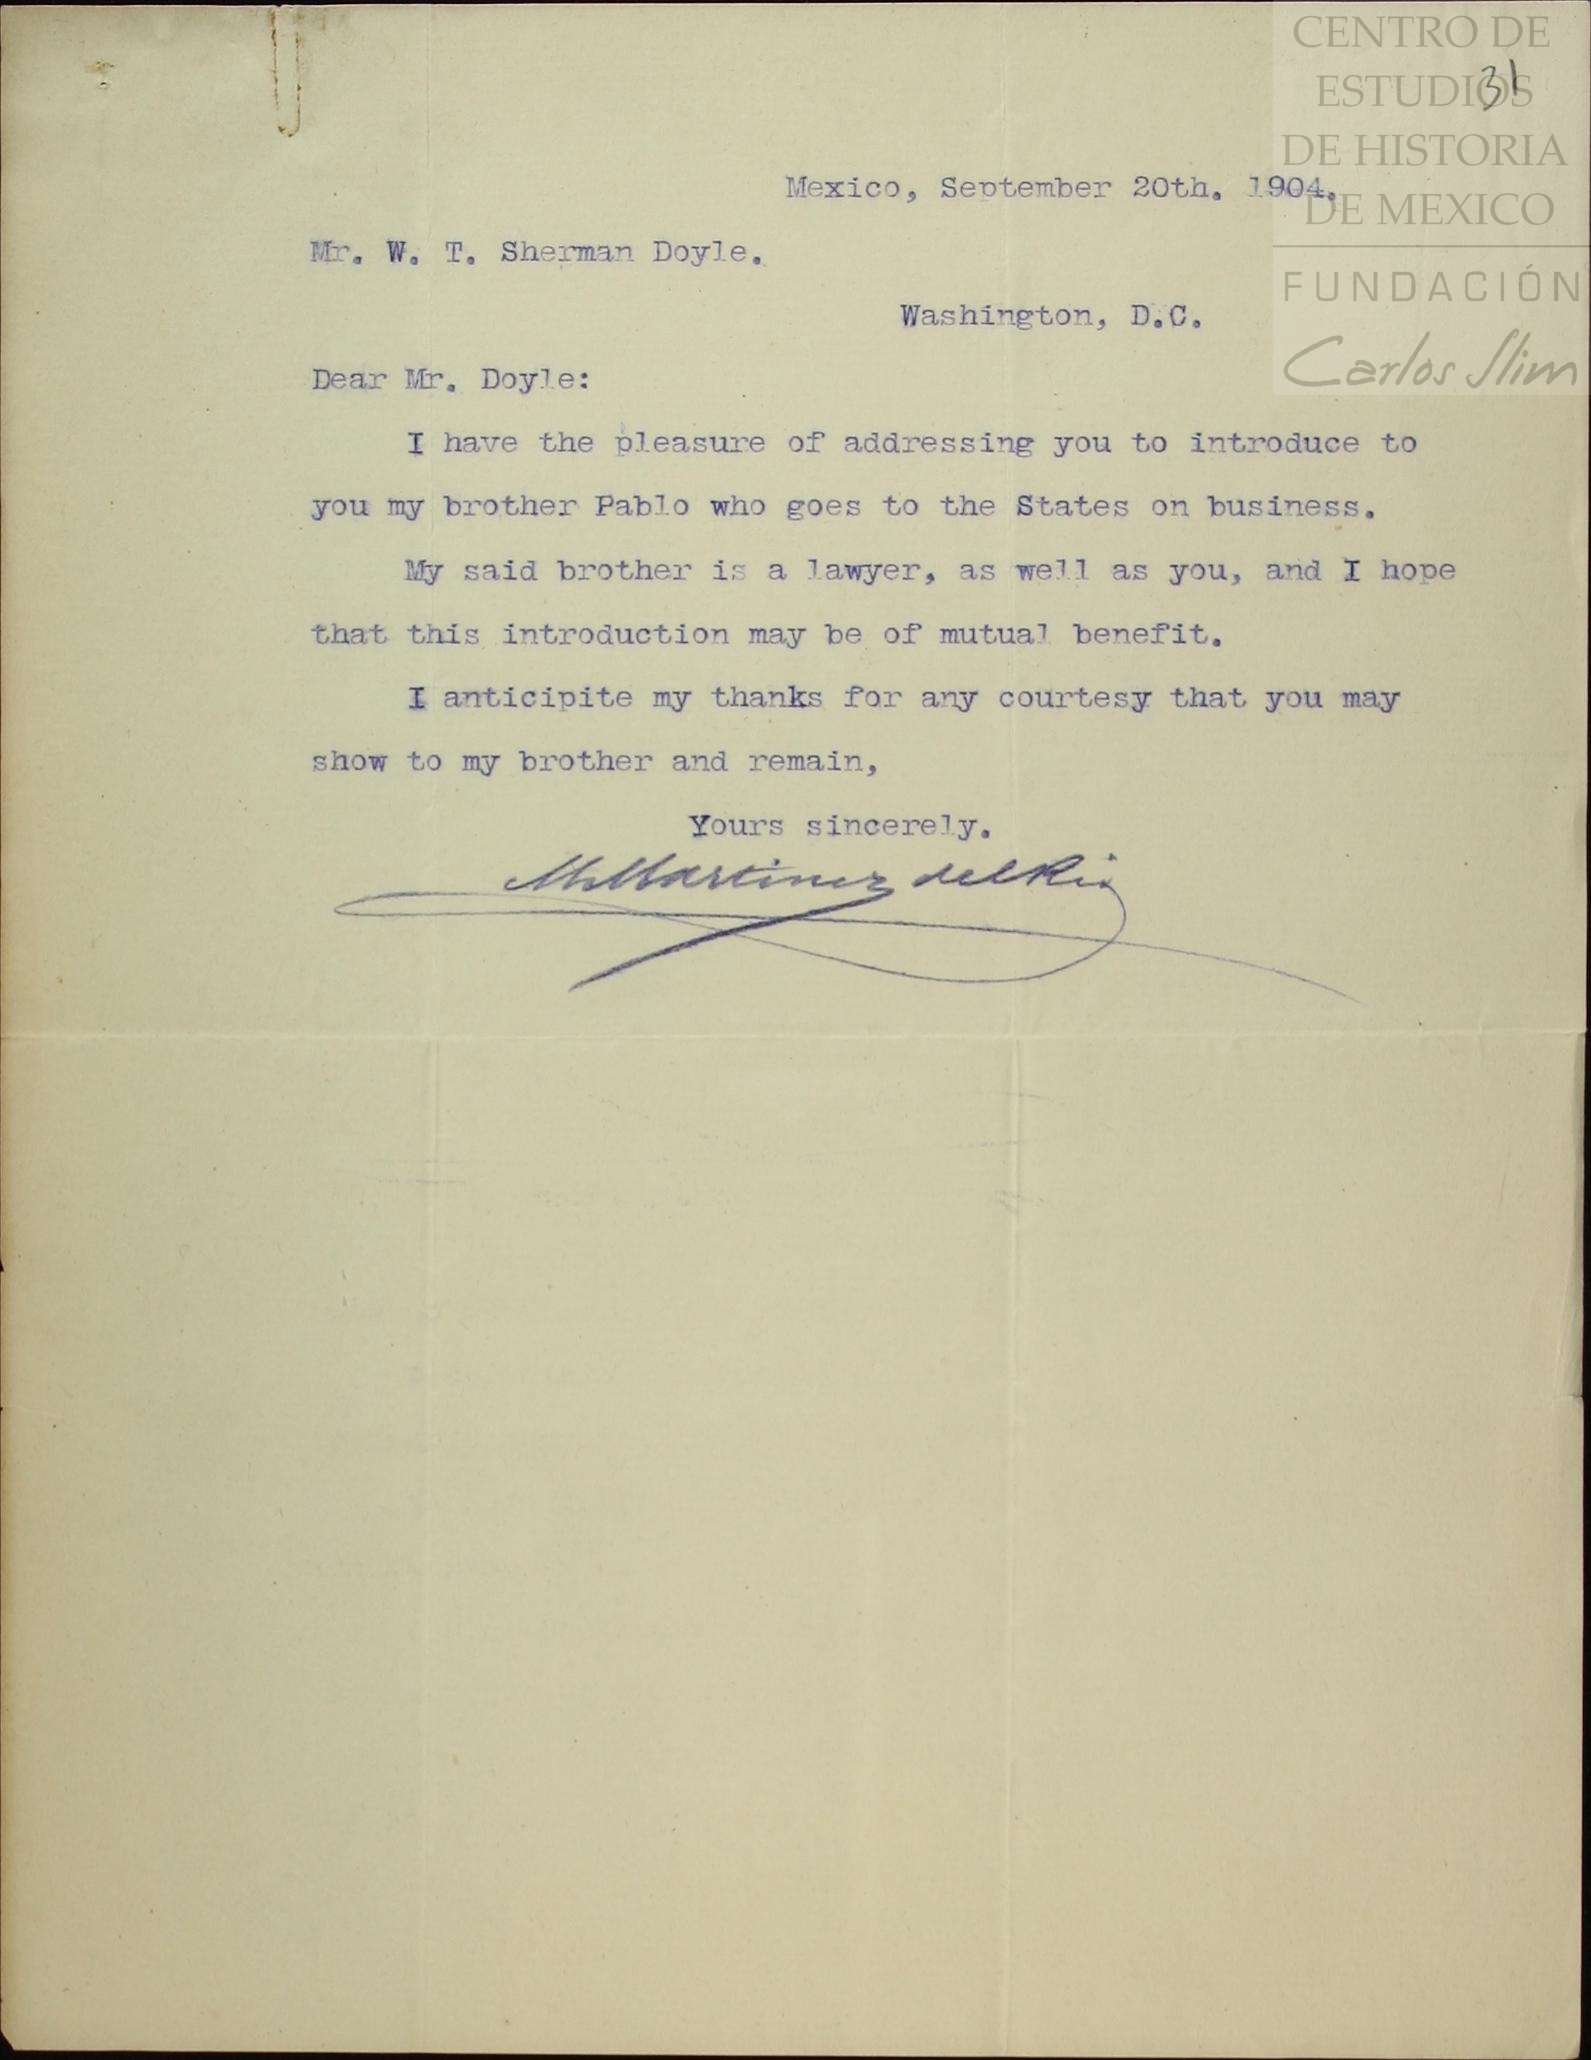 CENTRO DE
ESTUDIOS
DE HISTORIA
DE MEXICO
FUNDACIÓN
Carlos Slim
31
Mexico, September 20th. 1904.
Mr. W. T. Sherman Doyle.
Washington, D.C.
Dear Mr. Doyle:
I have the pleasure of addressing you to introduce to
you my brother Pablo who goes to the States on business.
My said brother is a lawyer, as well as you, and I hope
that this introduction may be of mutual benefit.
I anticipite my thanks for any courtesy that you may
show to my brother and remain,
Yours sincerely.
M Martinez del Rio